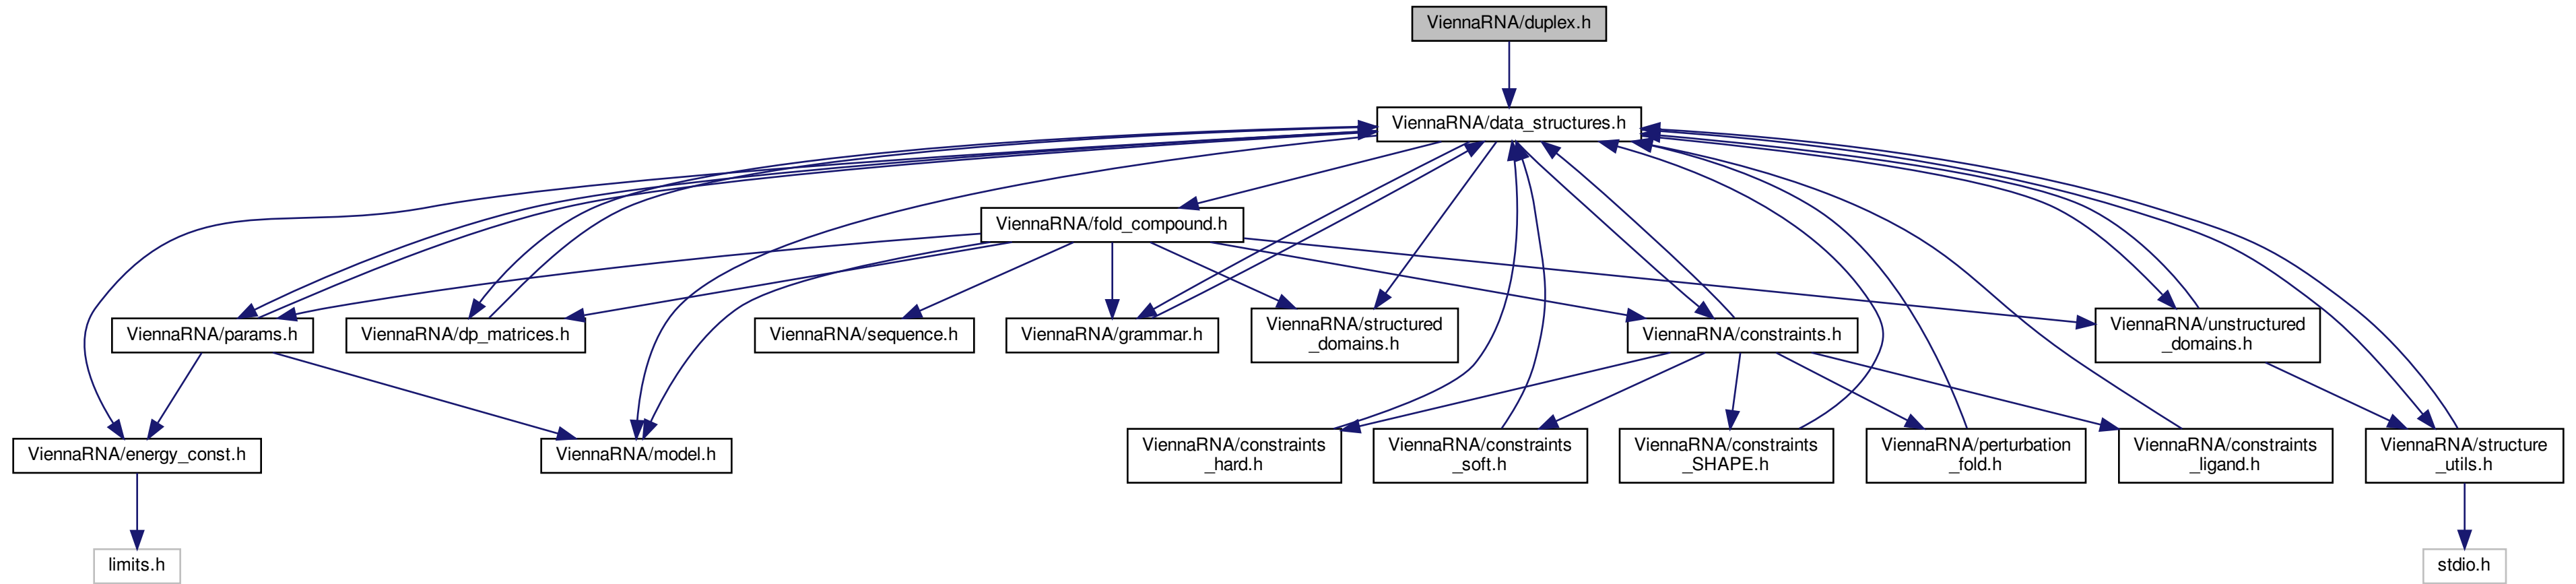 ViennaRNA/duplex.h
ViennaRNA/data_structures.h
ViennaRNA/fold_compound.h
ViennaRNA/params.h
ViennaRNA/dp_matrices.h
ViennaRNA/sequence.h
ViennaRNA/grammar.h
ViennaRNA/structured
_domains.h
ViennaRNA/constraints.h
ViennaRNA/unstructured
_domains.h
ViennaRNA/energy_const.h
ViennaRNA/model.h
ViennaRNA/constraints
_hard.h
ViennaRNA/constraints
_soft.h
ViennaRNA/constraints
_SHAPE.h
ViennaRNA/perturbation
_fold.h
ViennaRNA/constraints
_ligand.h
ViennaRNA/structure
_utils.h
limits.h
stdio.h